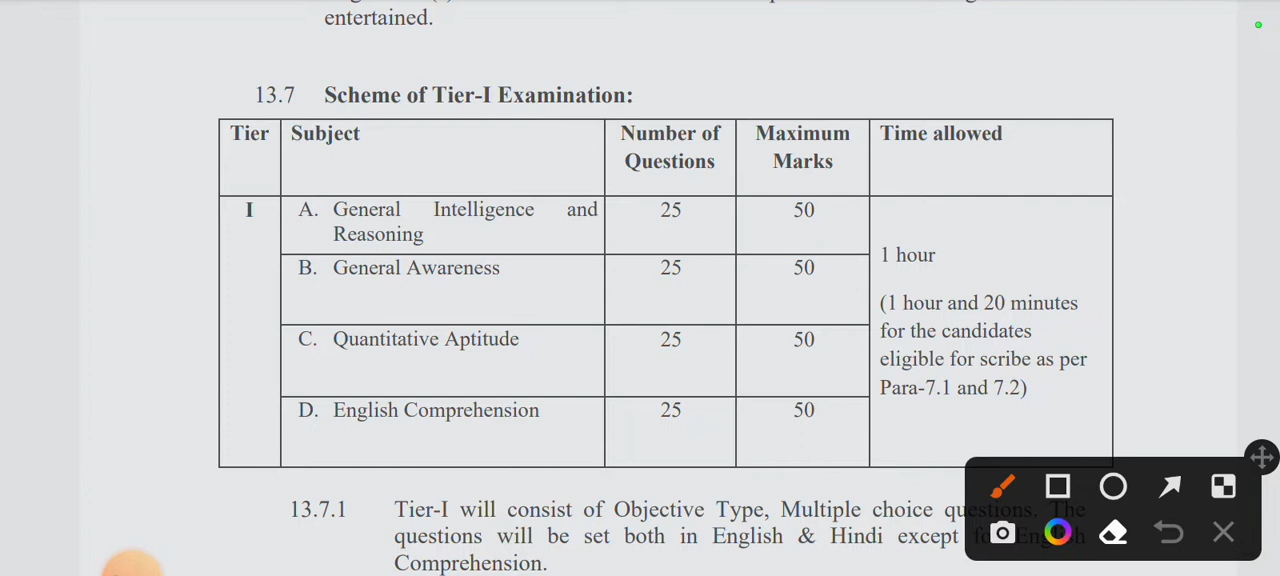 entertained.
13.7 Scheme of Tier-I Examination:
Tier Subject Number of Questions Maximum Marks Time allowed
I A. General Intelligence and Reasoning 25 50
B. General Awareness 25 50
C. Quantitative Aptitude 25 50
D. English Comprehension 25 50
1 hour
(1 hour and 20 minutes
for the candidates
eligible for scribe as per
Para-7.1 and 7.2)
13.7.1 Tier-I will consist of Objective Type, Multiple choice questions. The
questions will be set both in English & Hindi except for English
Comprehension.